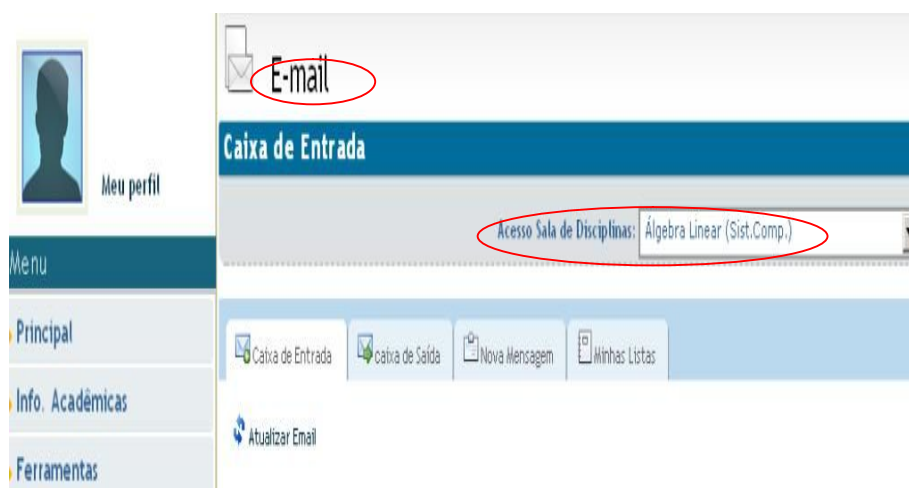 E-mail
Caixa de Entrada
Meu perfil
Acesso Sala de Disciplinas: Álgebra Linear (Sist.Comp.)
Menu
Principal
Info. Acadêmicas
Ferramentas
Caixa de Entrada
caixa de Saída
Nova Mensagem
Minhas Listas
Atualizar Email